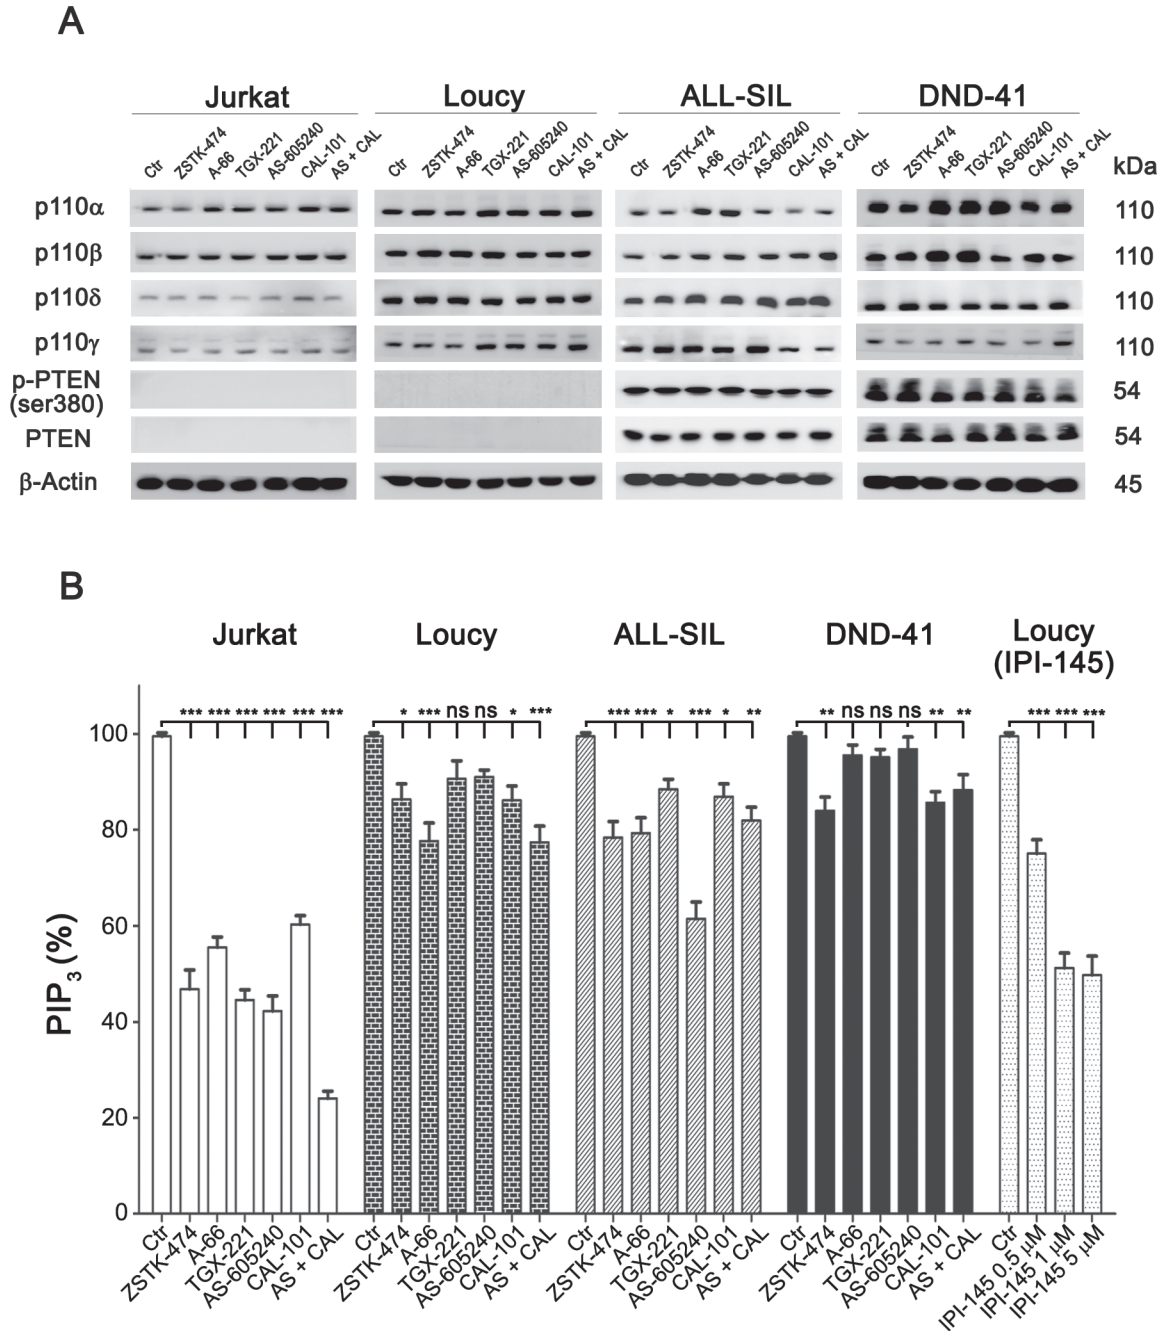 A
Jurkat Loucy ALL-SIL DND-41
Ctr ZSTK-474 A-66 TGX-221 AS-605240 CAL-101 AS + CAL Ctr ZSTK-474 A-66 TGX-221 AS-605240 CAL-101 AS + CAL Ctr ZSTK-474 A-66 TGX-221 AS-605240 CAL-101 AS + CAL Ctr ZSTK-474 A-66 TGX-221 AS-605240 CAL-101 AS + CAL
kDa
p110α 110
p110β 110
p110δ 110
p110γ 110
p-PTEN
(ser380) 54
PTEN 54
β-Actin 45
B
Jurkat Loucy ALL-SIL DND-41 Loucy
(IPI-145)
*** *** *** *** *** *** * *** ns ns * *** *** *** * *** * ** ** ns ns ns ** ** *** *** ***
100
80
60
40
20
0
PIP3 (%)
Ctr ZSTK-474 A-66 TGX-221 AS-605240 CAL-101 AS + CAL Ctr ZSTK-474 A-66 TGX-221 AS-605240 CAL-101 AS + CAL Ctr ZSTK-474 A-66 TGX-221 AS-605240 CAL-101 AS + CAL Ctr ZSTK-474 A-66 TGX-221 AS-605240 CAL-101 AS + CAL Ctr IPI-145 0.5 µM IPI-145 1 µM IPI-145 5 µM